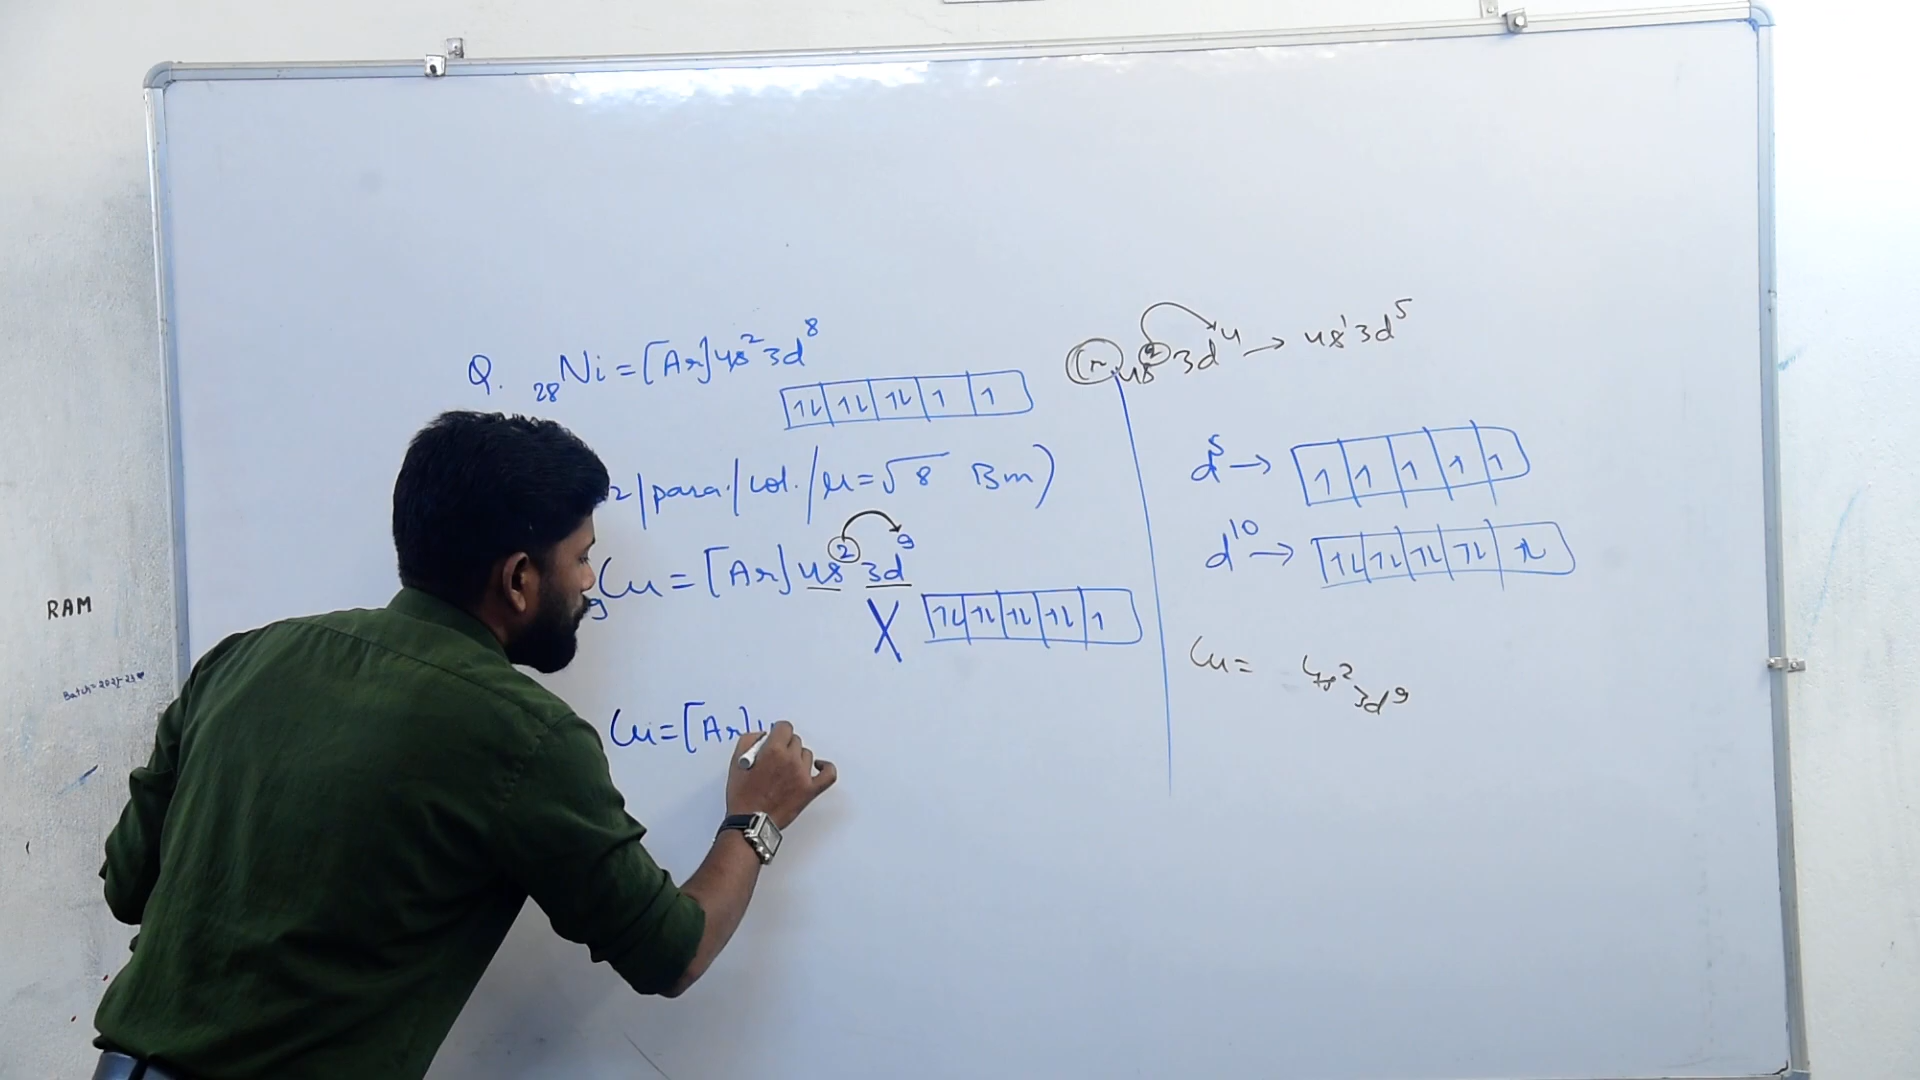 Q. 28Ni = [Ar]4s² 3d⁸
1L 1L 1L 1 1
2/para./col./μ=√8 Bm)
9Cu = [Ar] 4s² 3d⁹
X 1L 1L 1L 1L 1
Cu = [Ar]4
Cr 4s² 3d⁴ → 4s¹ 3d⁵
d⁵ → 1 1 1 1 1
d¹⁰ → 1L 1L 1L 1L 1L
Cu = 4s² 3d⁹
RAM